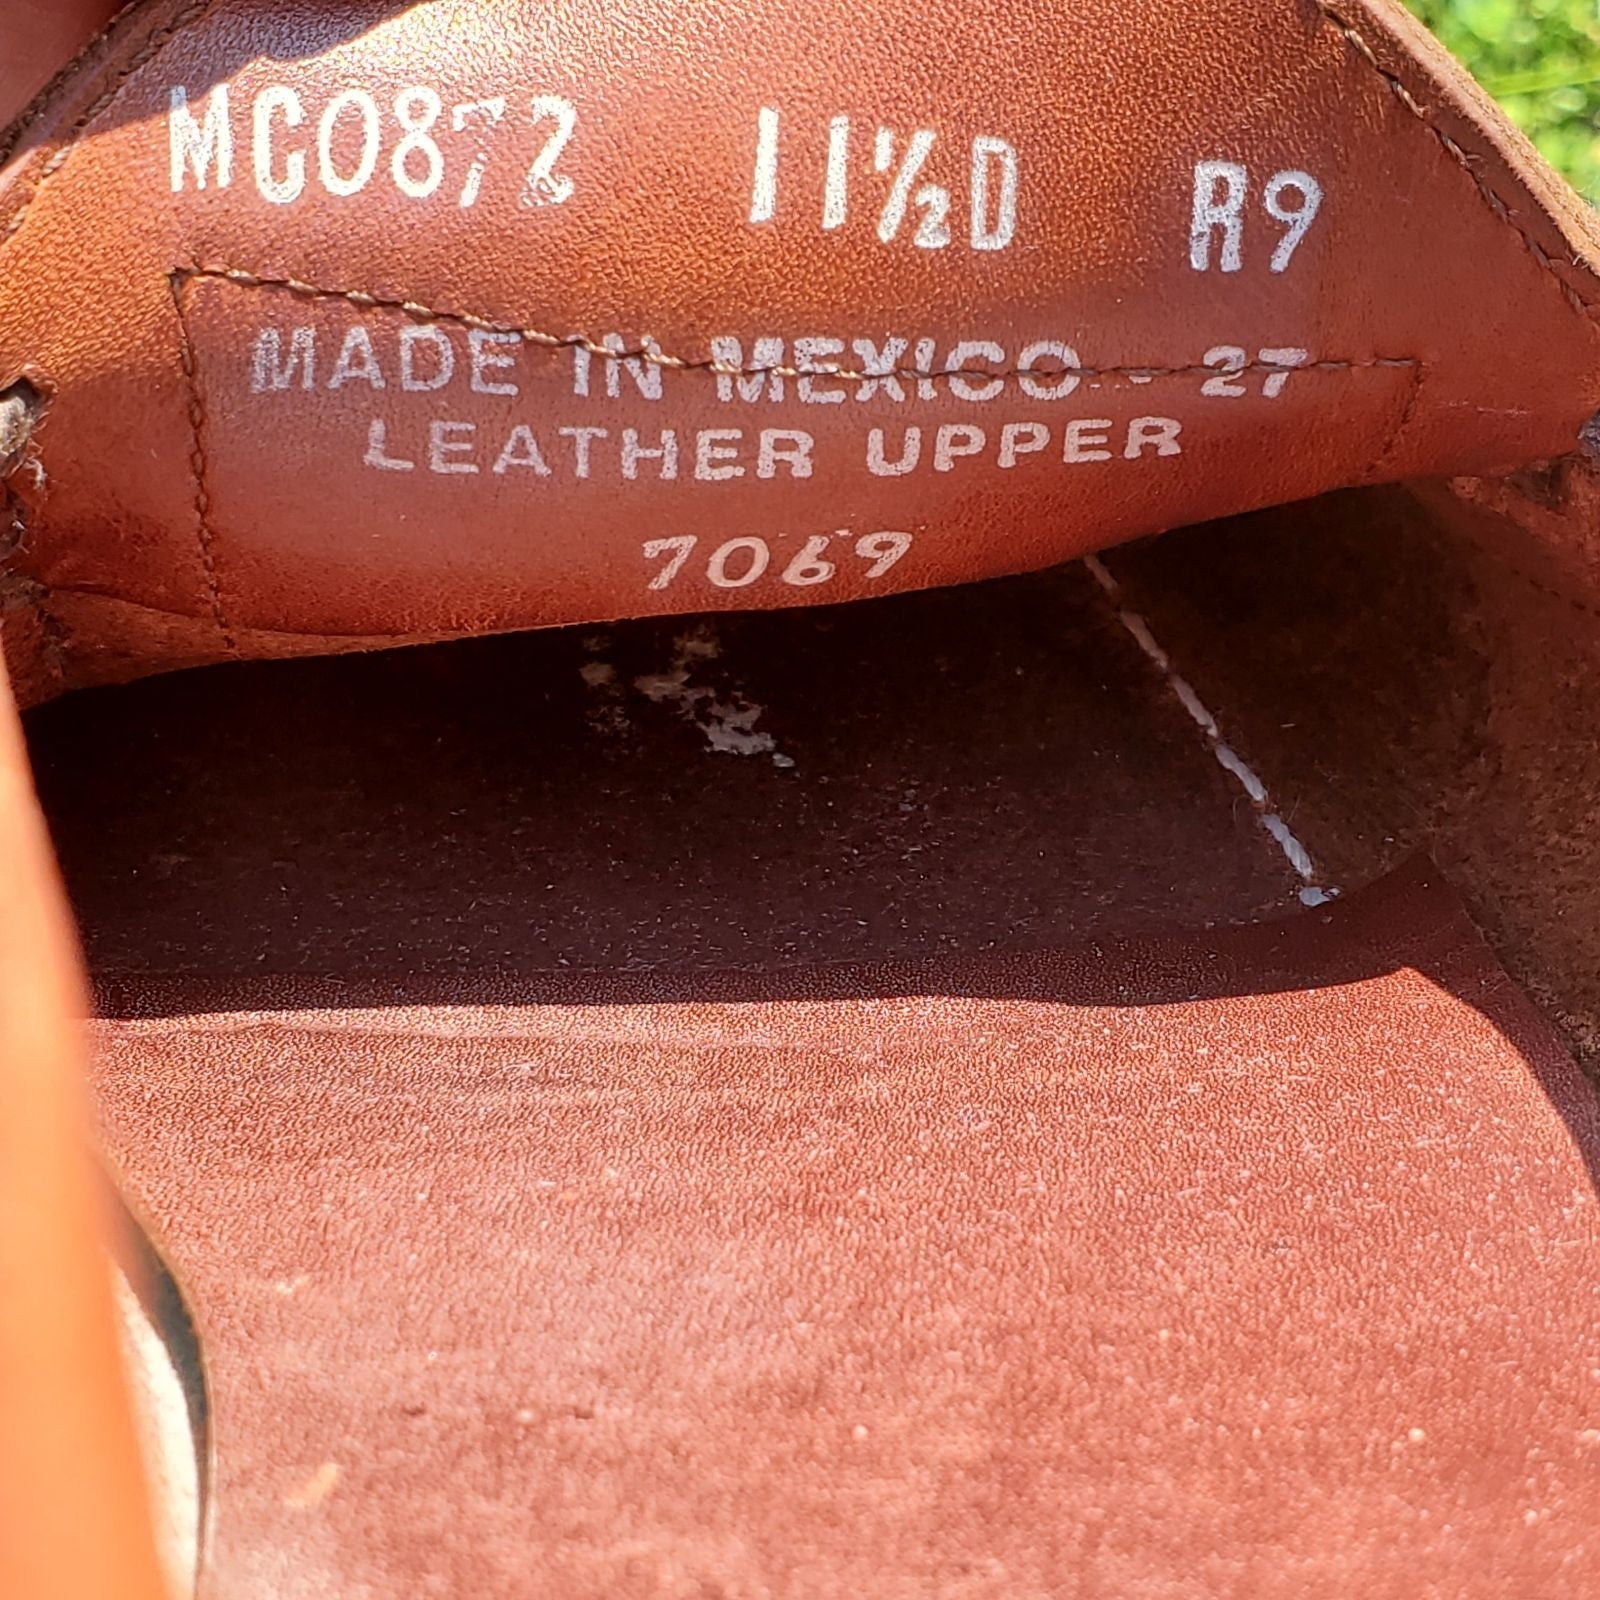 MC0872 11½D R9
MADE IN MEXICO - 27
LEATHER UPPER
7069